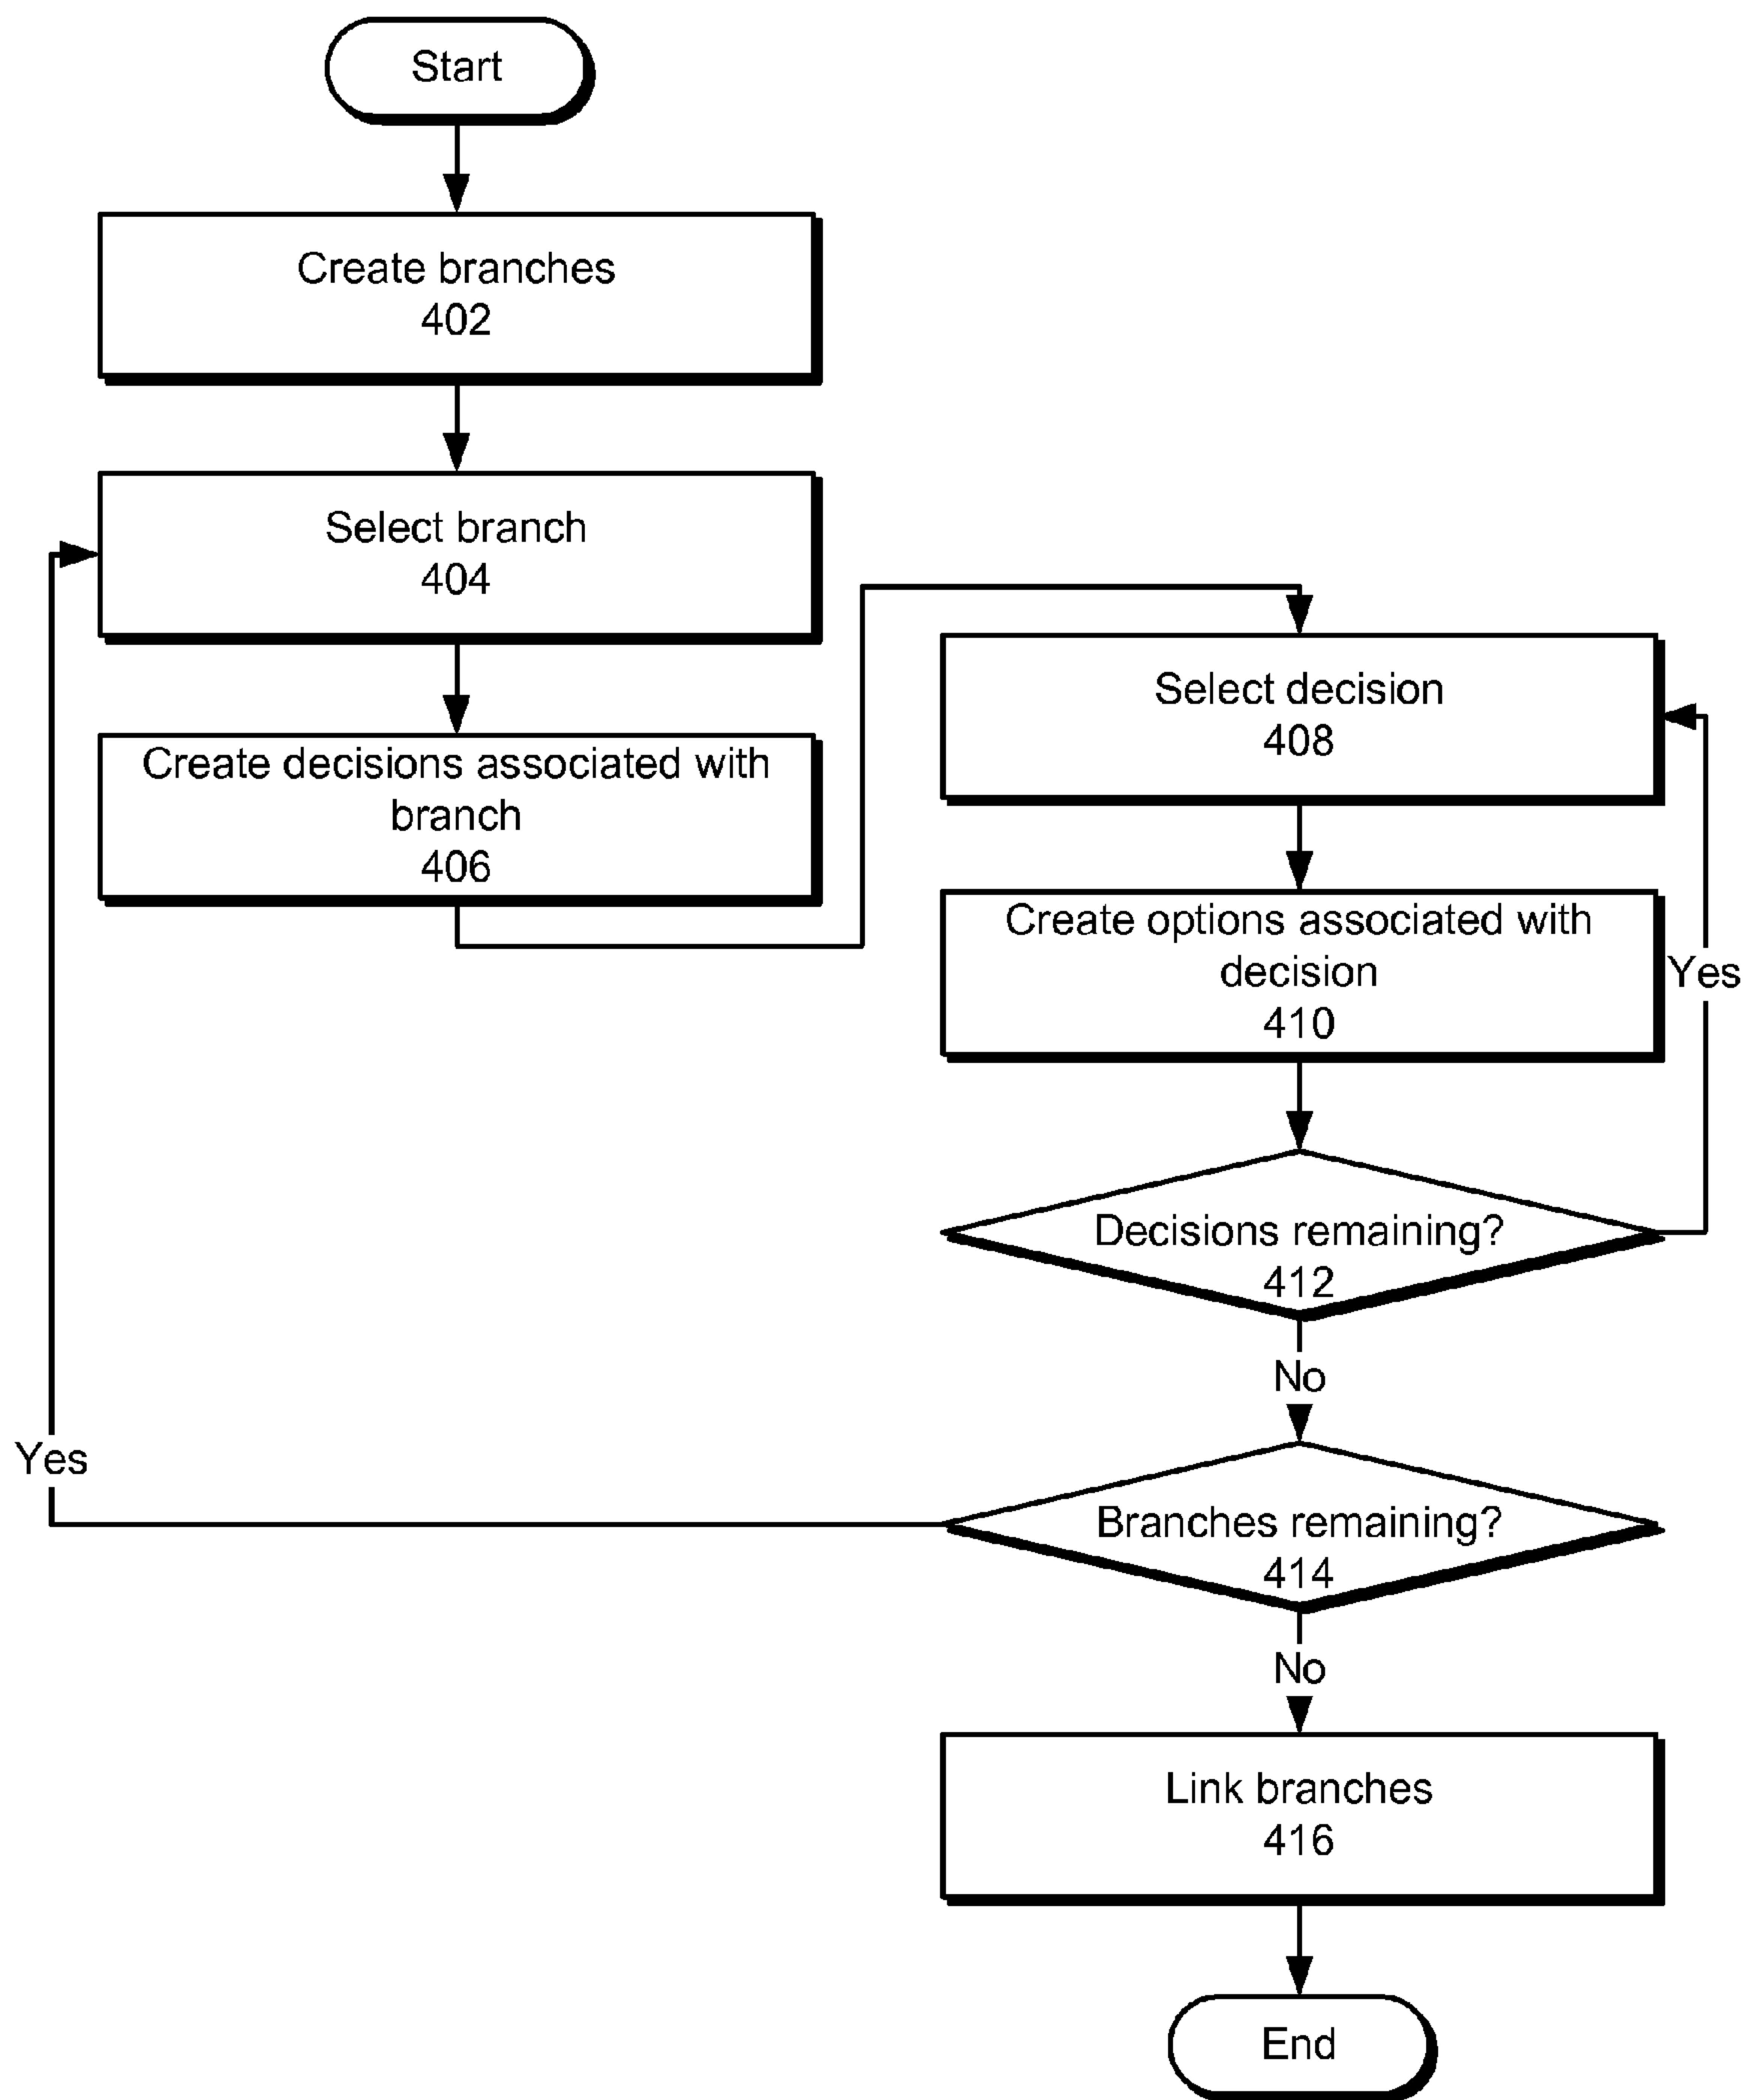 Start
Create branches
402
Select branch
404
Create decisions associated with
branch
406
Select decision
408
Create options associated with
decision
410
Yes
Decisions remaining?
412
No
Yes
Branches remaining?
414
No
Link branches
416
End